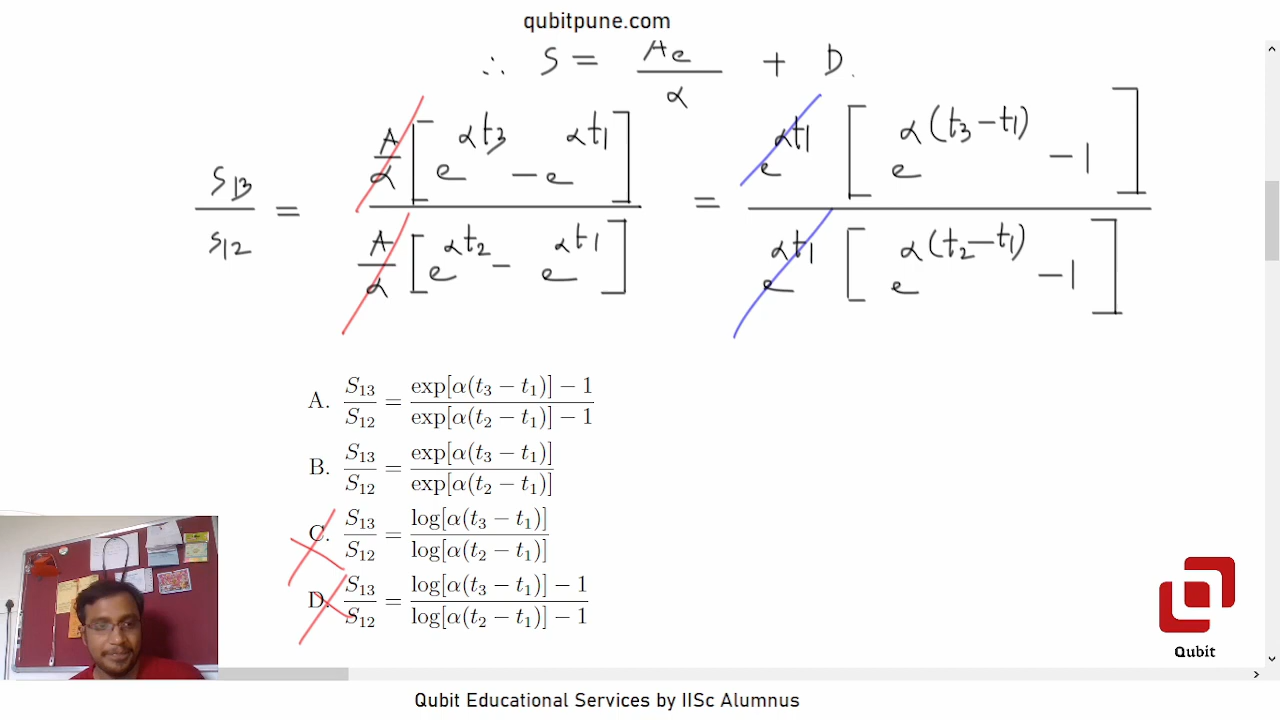 qubitpune.com
∴ S = Ae / α + D.
S13 / S12 = A/α [ e^αt3 − e^αt1 ] / A/α [ e^αt2 − e^αt1 ] = e^αt1 [ e^α(t3−t1) − 1 ] / e^αt1 [ e^α(t2−t1) − 1 ]
A. S13 / S12 = exp[α(t3 − t1)] − 1 / exp[α(t2 − t1)] − 1
B. S13 / S12 = exp[α(t3 − t1)] / exp[α(t2 − t1)]
C. S13 / S12 = log[α(t3 − t1)] / log[α(t2 − t1)]
D. S13 / S12 = log[α(t3 − t1)] − 1 / log[α(t2 − t1)] − 1
Qubit
Qubit Educational Services by IISc Alumnus